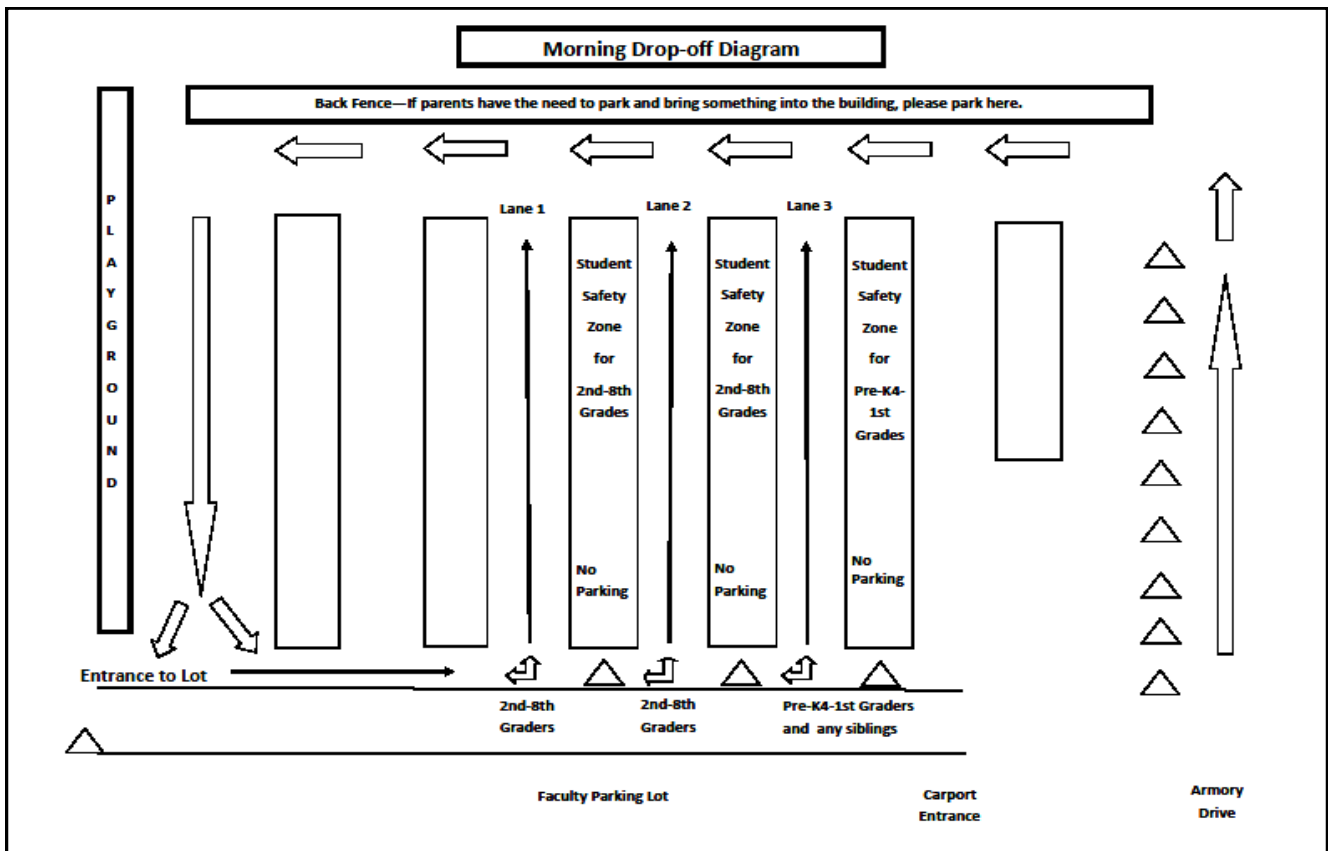 Morning Drop-off Diagram
Back Fence—If parents have the need to park and bring something into the building, please park here.
PLAYGROUND
Lane 1
Lane 2
Lane 3
Student
Safety
Zone
for
2nd-8th
Grades
No
Parking
Student
Safety
Zone
for
2nd-8th
Grades
No
Parking
Student
Safety
Zone
for
Pre-K4-
1st
Grades
No
Parking
Entrance to Lot
2nd-8th
Graders
2nd-8th
Graders
Pre-K4-1st Graders
and any siblings
Faculty Parking Lot
Carport
Entrance
Armory
Drive